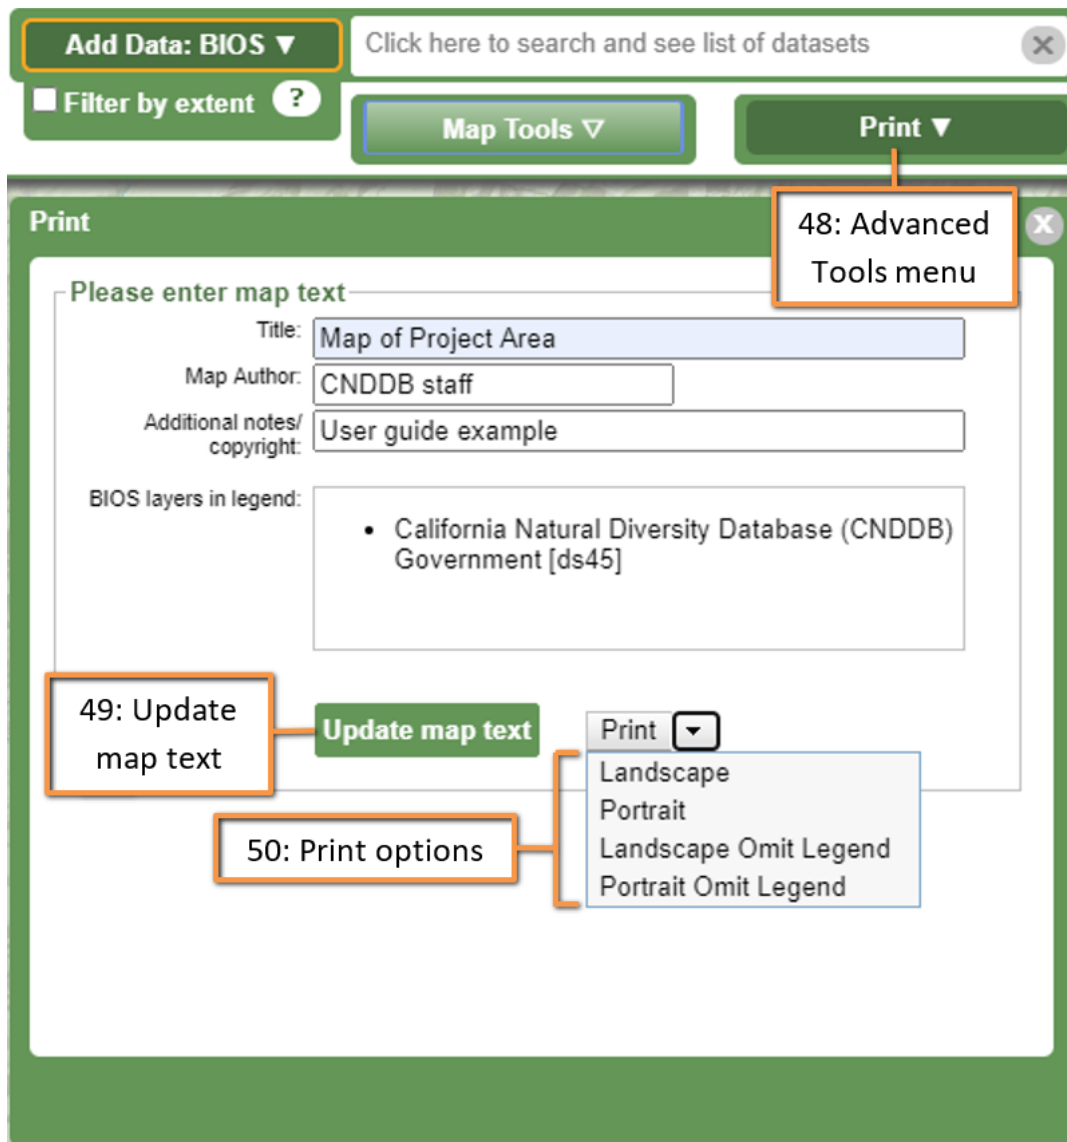 Add Data: BIOS ▼
Click here to search and see list of datasets
Filter by extent ?
Map Tools ▽
Print ▼
48: Advanced
Tools menu
Print
Please enter map text
Title: Map of Project Area
Map Author: CNDDB staff
Additional notes/
copyright: User guide example
BIOS layers in legend:
• California Natural Diversity Database (CNDDB)
Government [ds45]
49: Update
map text
Update map text
Print ▼
Landscape
Portrait
Landscape Omit Legend
Portrait Omit Legend
50: Print options